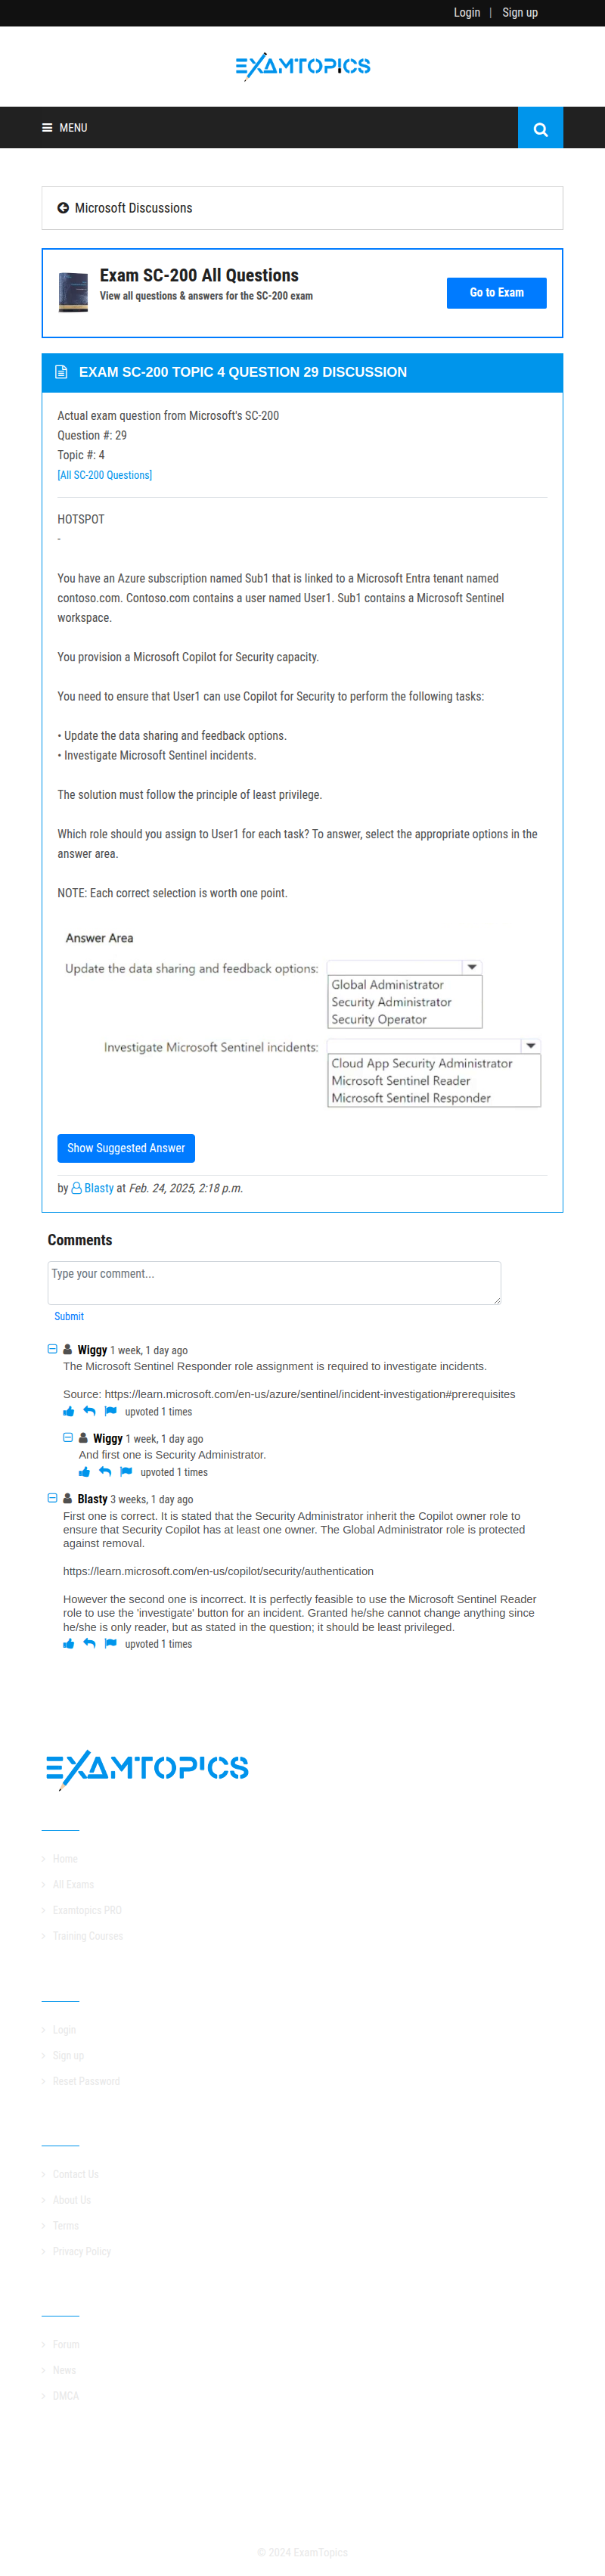 Login | Sign up
EXAMTOPICS
MENU
Microsoft Discussions
Exam SC-200 All Questions
View all questions & answers for the SC-200 exam
Go to Exam
EXAM SC-200 TOPIC 4 QUESTION 29 DISCUSSION
Actual exam question from Microsoft's SC-200
Question #: 29
Topic #: 4
[All SC-200 Questions]
HOTSPOT
-
You have an Azure subscription named Sub1 that is linked to a Microsoft Entra tenant named
contoso.com. Contoso.com contains a user named User1. Sub1 contains a Microsoft Sentinel
workspace.
You provision a Microsoft Copilot for Security capacity.
You need to ensure that User1 can use Copilot for Security to perform the following tasks:
• Update the data sharing and feedback options.
• Investigate Microsoft Sentinel incidents.
The solution must follow the principle of least privilege.
Which role should you assign to User1 for each task? To answer, select the appropriate options in the
answer area.
NOTE: Each correct selection is worth one point.
Answer Area
Update the data sharing and feedback options:
Global Administrator
Security Administrator
Security Operator
Investigate Microsoft Sentinel incidents:
Cloud App Security Administrator
Microsoft Sentinel Reader
Microsoft Sentinel Responder
Show Suggested Answer
by Blasty at Feb. 24, 2025, 2:18 p.m.
Comments
Type your comment...
Submit
Wiggy 1 week, 1 day ago
The Microsoft Sentinel Responder role assignment is required to investigate incidents.
Source: https://learn.microsoft.com/en-us/azure/sentinel/incident-investigation#prerequisites
upvoted 1 times
Wiggy 1 week, 1 day ago
And first one is Security Administrator.
upvoted 1 times
Blasty 3 weeks, 1 day ago
First one is correct. It is stated that the Security Administrator inherit the Copilot owner role to
ensure that Security Copilot has at least one owner. The Global Administrator role is protected
against removal.
https://learn.microsoft.com/en-us/copilot/security/authentication
However the second one is incorrect. It is perfectly feasible to use the Microsoft Sentinel Reader
role to use the 'investigate' button for an incident. Granted he/she cannot change anything since
he/she is only reader, but as stated in the question; it should be least privileged.
upvoted 1 times
EXAMTOPICS
Home
All Exams
Examtopics PRO
Training Courses
Login
Sign up
Reset Password
Contact Us
About Us
Terms
Privacy Policy
Forum
News
DMCA
© 2024 ExamTopics